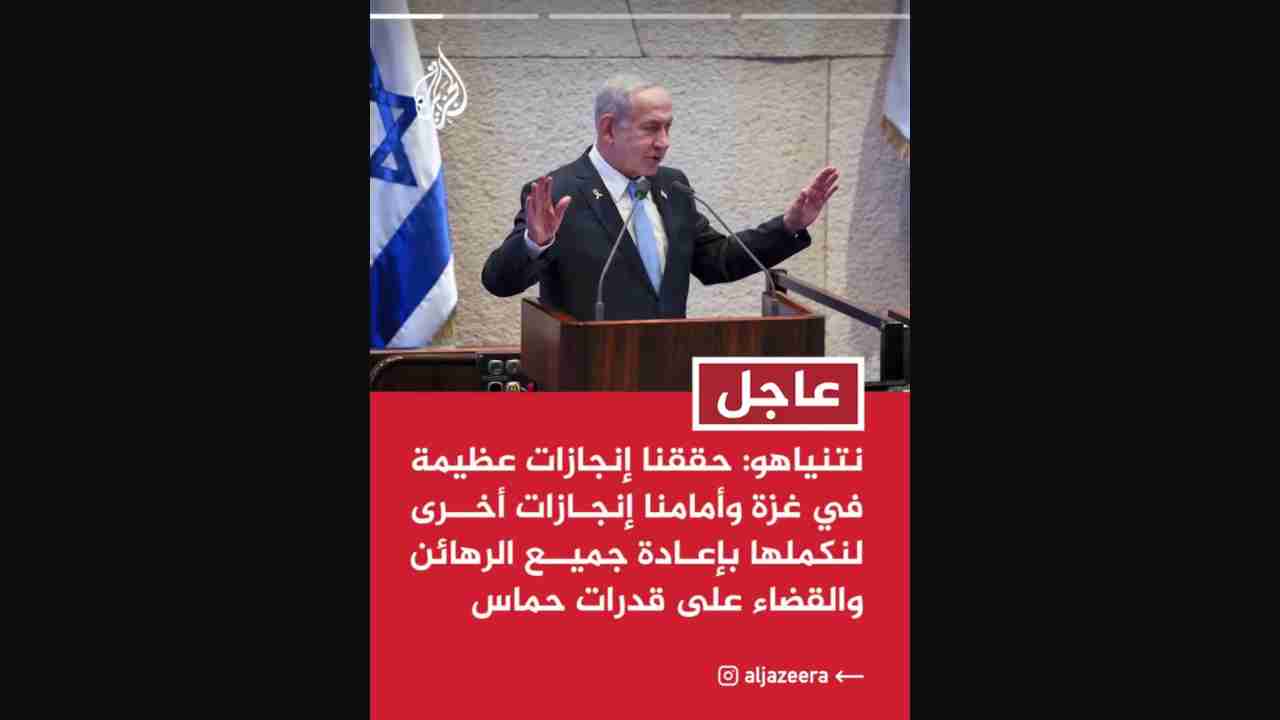 الجزيرة
عاجل
نتنياهو: حققنا إنجازات عظيمة
في غزة وأمامنا إنجازات أخرى
لنكملها بإعادة جميع الرهائن
والقضاء على قدرات حماس
aljazeera